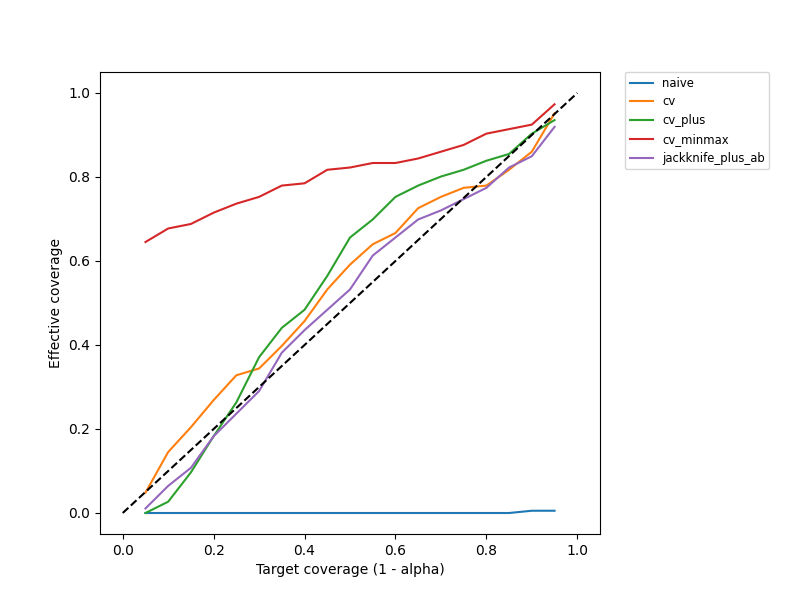 naive
cv
cv_plus
cv_minmax
jackknife_plus_ab
Effective coverage
1.0
0.8
0.6
0.4
0.2
0.0
0.0 0.2 0.4 0.6 0.8 1.0
Target coverage (1 - alpha)